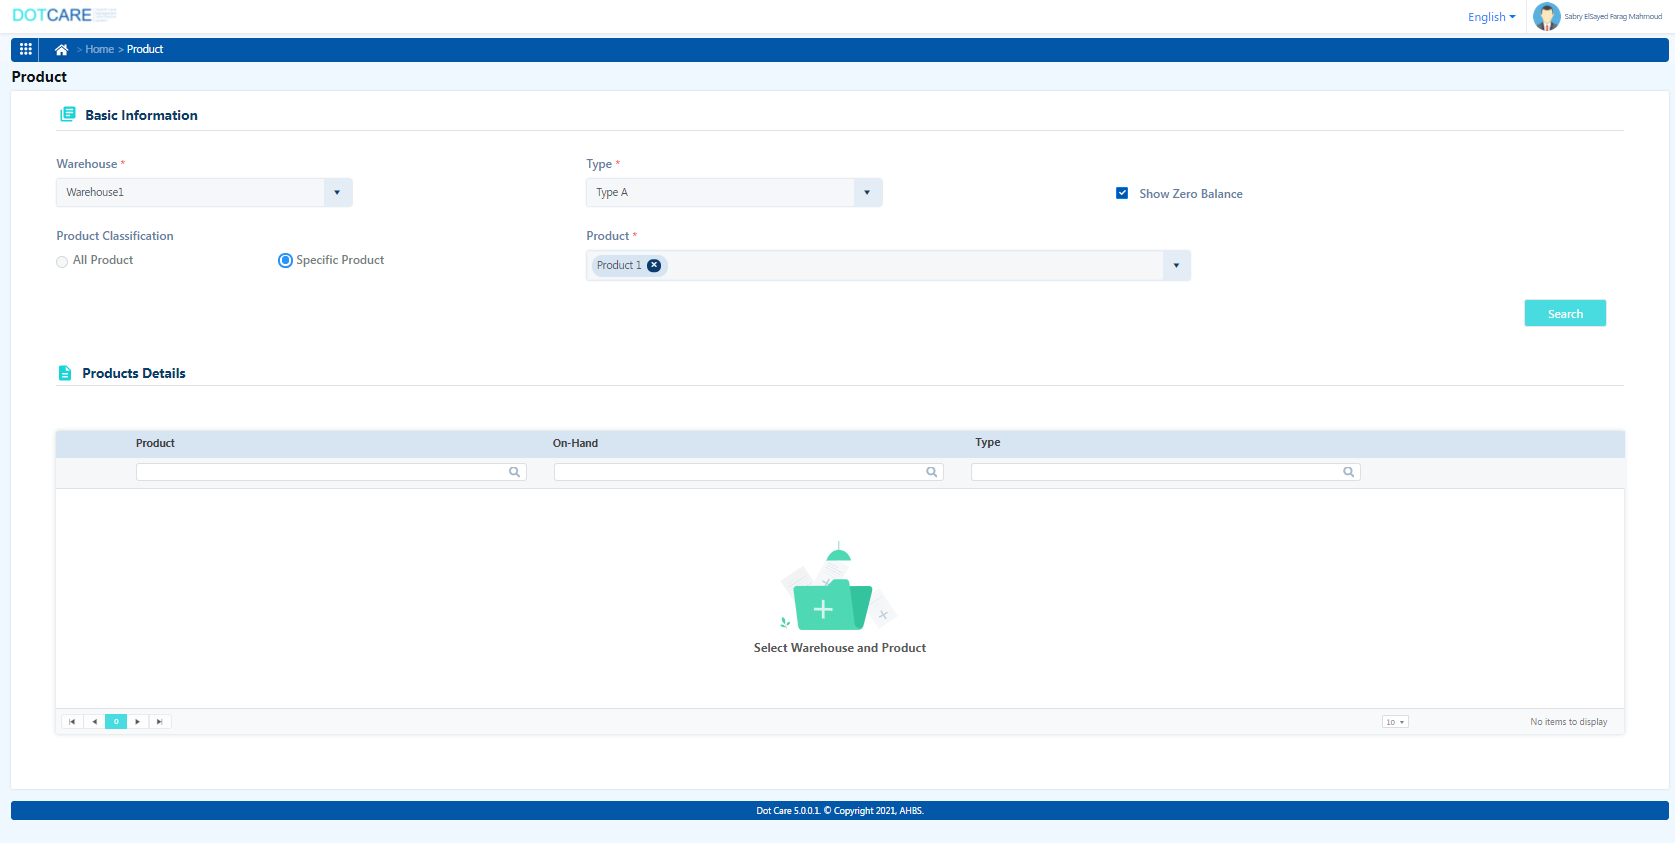 DOTCARE
English
Sabry ElSayed Farag Mahmoud
> Home > Product
Product
Basic Information
Warehouse *
Type *
Warehouse1
Type A
Show Zero Balance
Product Classification
Product *
All Product
Specific Product
Product 1
Search
Products Details
Product
On-Hand
Type
Select Warehouse and Product
0
10
No items to display
Dot Care 5.0.0.1. © Copyright 2021, AHBS.